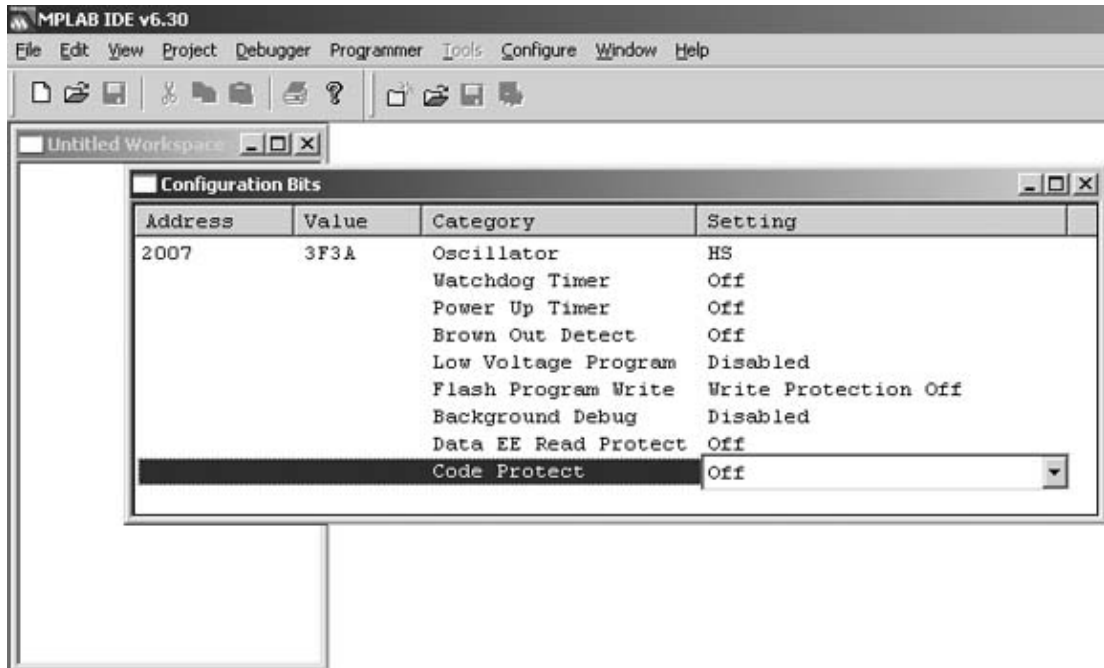 MPLAB IDE v6.30
File Edit View Project Debugger Programmer Tools Configure Window Help
Untitled Workspace
Configuration Bits
Address Value Category Setting
2007 3F3A Oscillator HS
Watchdog Timer Off
Power Up Timer Off
Brown Out Detect Off
Low Voltage Program Disabled
Flash Program Write Write Protection Off
Background Debug Disabled
Data EE Read Protect Off
Code Protect Off